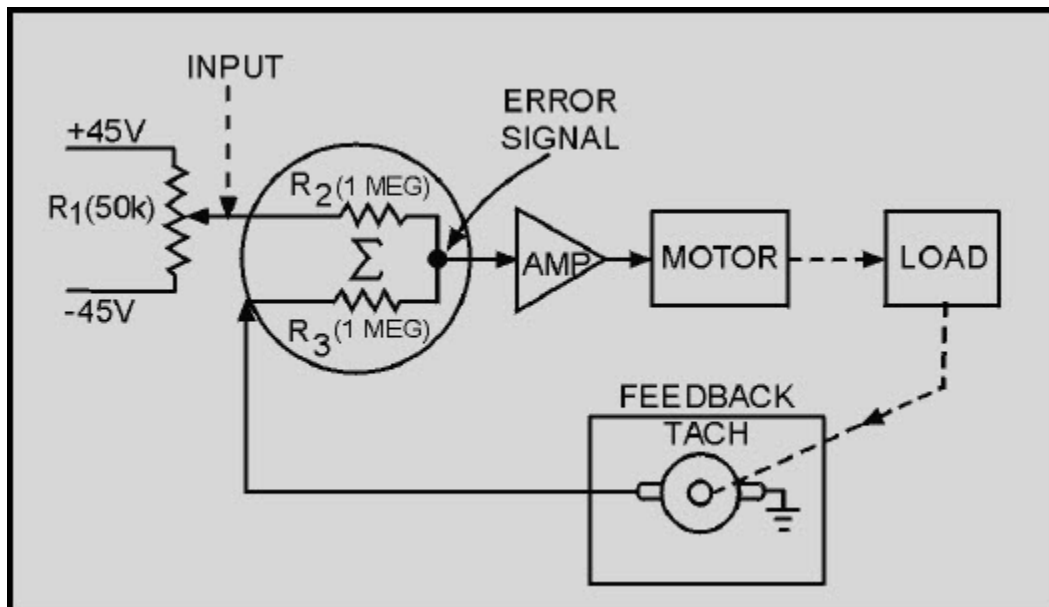 INPUT
ERROR
SIGNAL
+45V
R1(50k)
-45V
R2(1 MEG)
Σ
R3(1 MEG)
AMP
MOTOR
LOAD
FEEDBACK
TACH